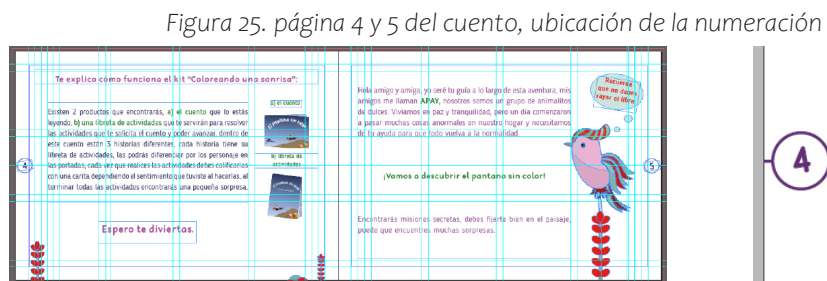 Figura 25. página 4 y 5 del cuento, ubicación de la numeración
Te explico como funciona el kit "Coloreando una sonrisa":
Existen 2 productos que encontrarás, a) el cuento que lo estás
leyendo, b) una libreta de actividades que te servirán para resolver
las actividades que te solicita el cuento y poder avanzar, dentro de
este cuento están 3 historias diferentes, cada historia tiene su
libreta de actividades, las podrás diferenciar por los personaje en
las portadas, cada vez que realices las actividades debes calificarlas
con una carita dependiendo el sentimiento que tuviste al hacerlas, al
terminar todas las actividades encontrarás una pequeña sorpresa.
Espero te diviertas.
a) el cuento
b) libreta de
actividades
4
Hola amigo y amiga, yo seré tu guía a lo largo de esta aventura, mis
amigos me llaman APAY, nosotros somos un grupo de animalitos
de dulces. Vivíamos en paz y tranquilidad, pero un día comenzaron
a pasar muchas cosas anormales en nuestro hogar y necesitamos
de tu ayuda para que todo vuelva a la normalidad.
Recuerda
que no debes
rayar el libro
¡Vamos a descubrir el pantano sin color!
Encontrarás misiones secretas, debes fijarte bien en el paisaje,
puede que encuentres muchas sorpresas.
5
4